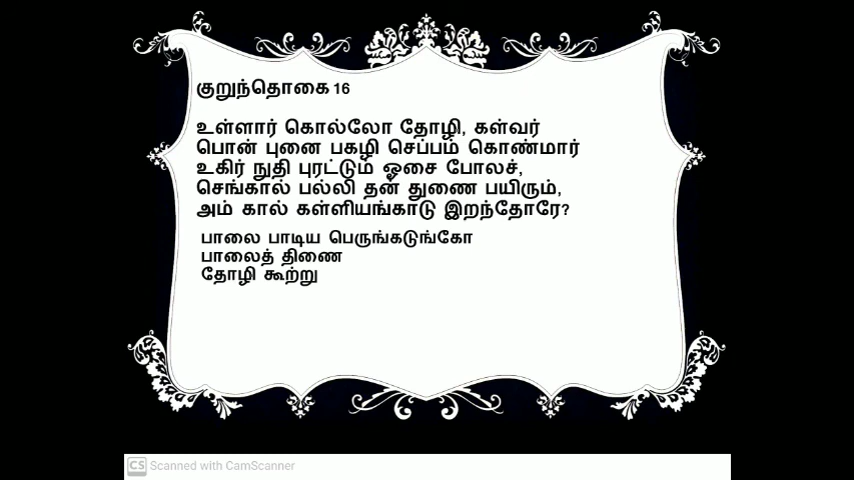 குறுந்தொகை 16
உள்ளார் கொல்லோ தோழி, கள்வர்
பொன் புனை பகழி செப்பம் கொண்மார்
உகிர் நுதி புரட்டும் ஓசை போலச்,
செங்கால் பல்லி தன் துணை பயிரும்,
அம் கால் கள்ளியங்காடு இறந்தோரே?
பாலை பாடிய பெருங்கடுங்கோ
பாலைத் திணை
தோழி கூற்று
CS Scanned with CamScanner